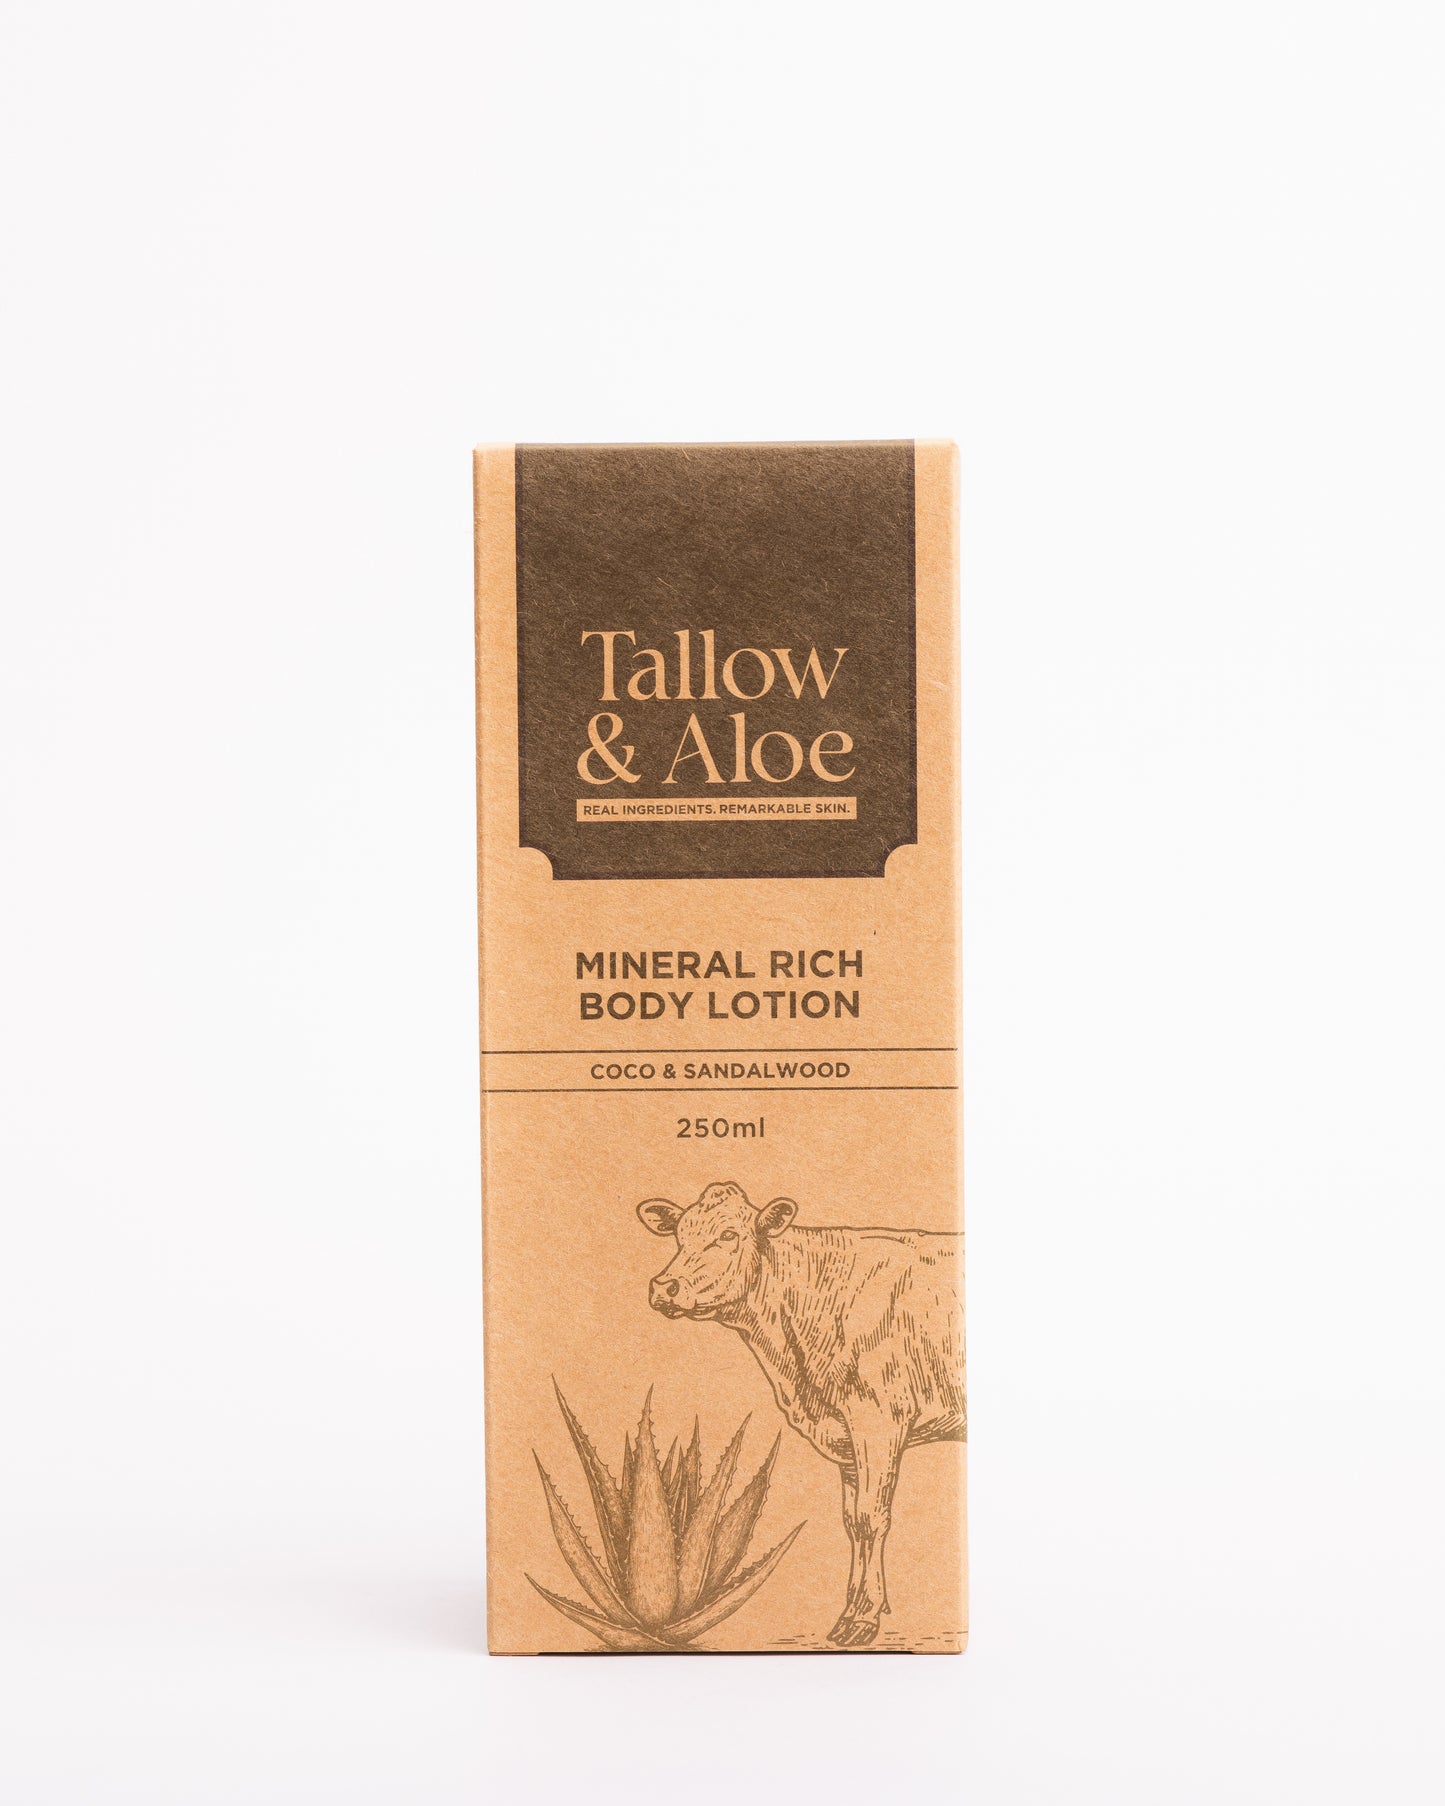 Tallow
& Aloe
REAL INGREDIENTS. REMARKABLE SKIN.
MINERAL RICH
BODY LOTION
COCO & SANDALWOOD
250ml